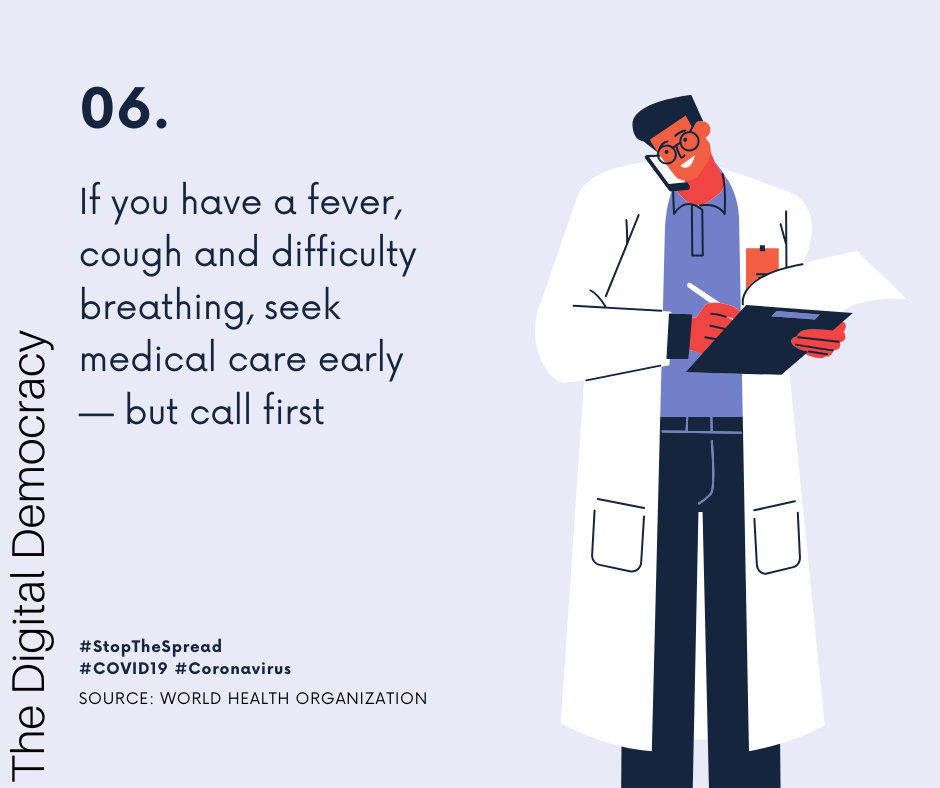 06.
If you have a fever,
cough and difficulty
breathing, seek
medical care early
— but call first
The Digital Democracy
#StopTheSpread
#COVID19 #Coronavirus
SOURCE: WORLD HEALTH ORGANIZATION